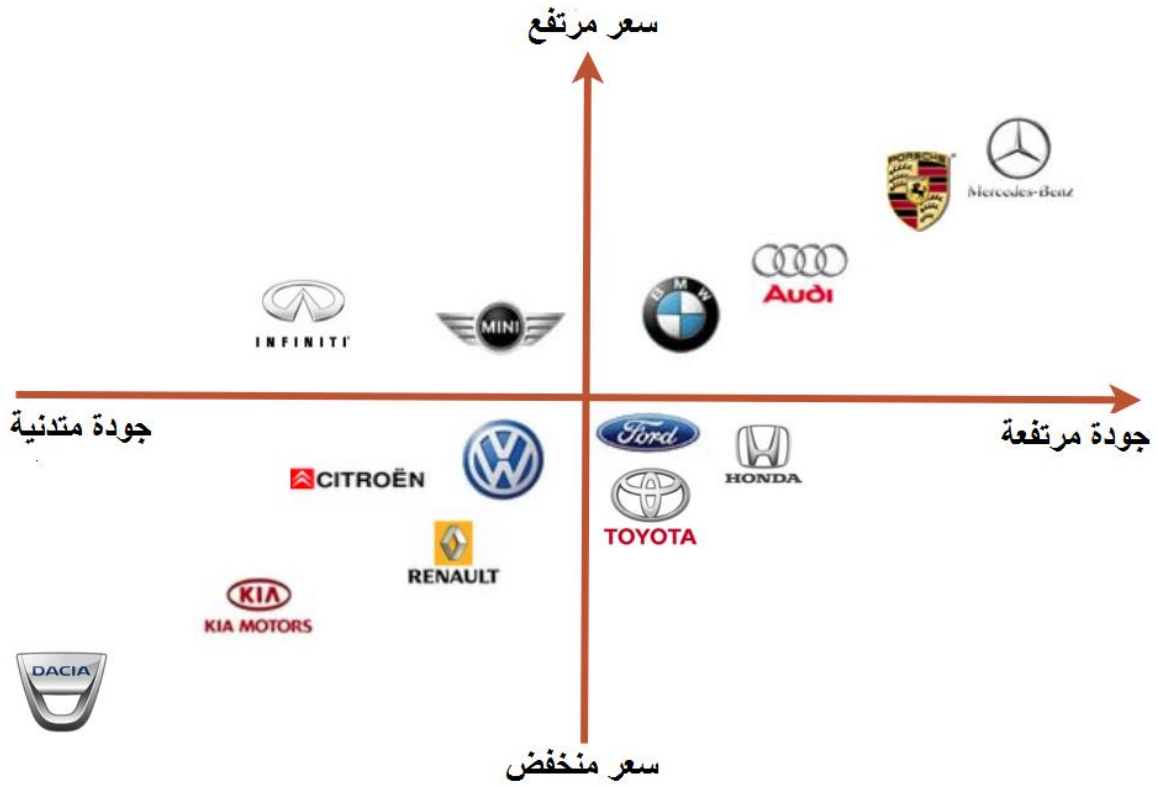 سعر مرتفع
PORSCHE
Mercedes-Benz
Audi
BMW
INFINITI
MINI
جودة متدنية
جودة مرتفعة
Ford
CITROËN
HONDA
TOYOTA
RENAULT
KIA
KIA MOTORS
DACIA
سعر منخفض